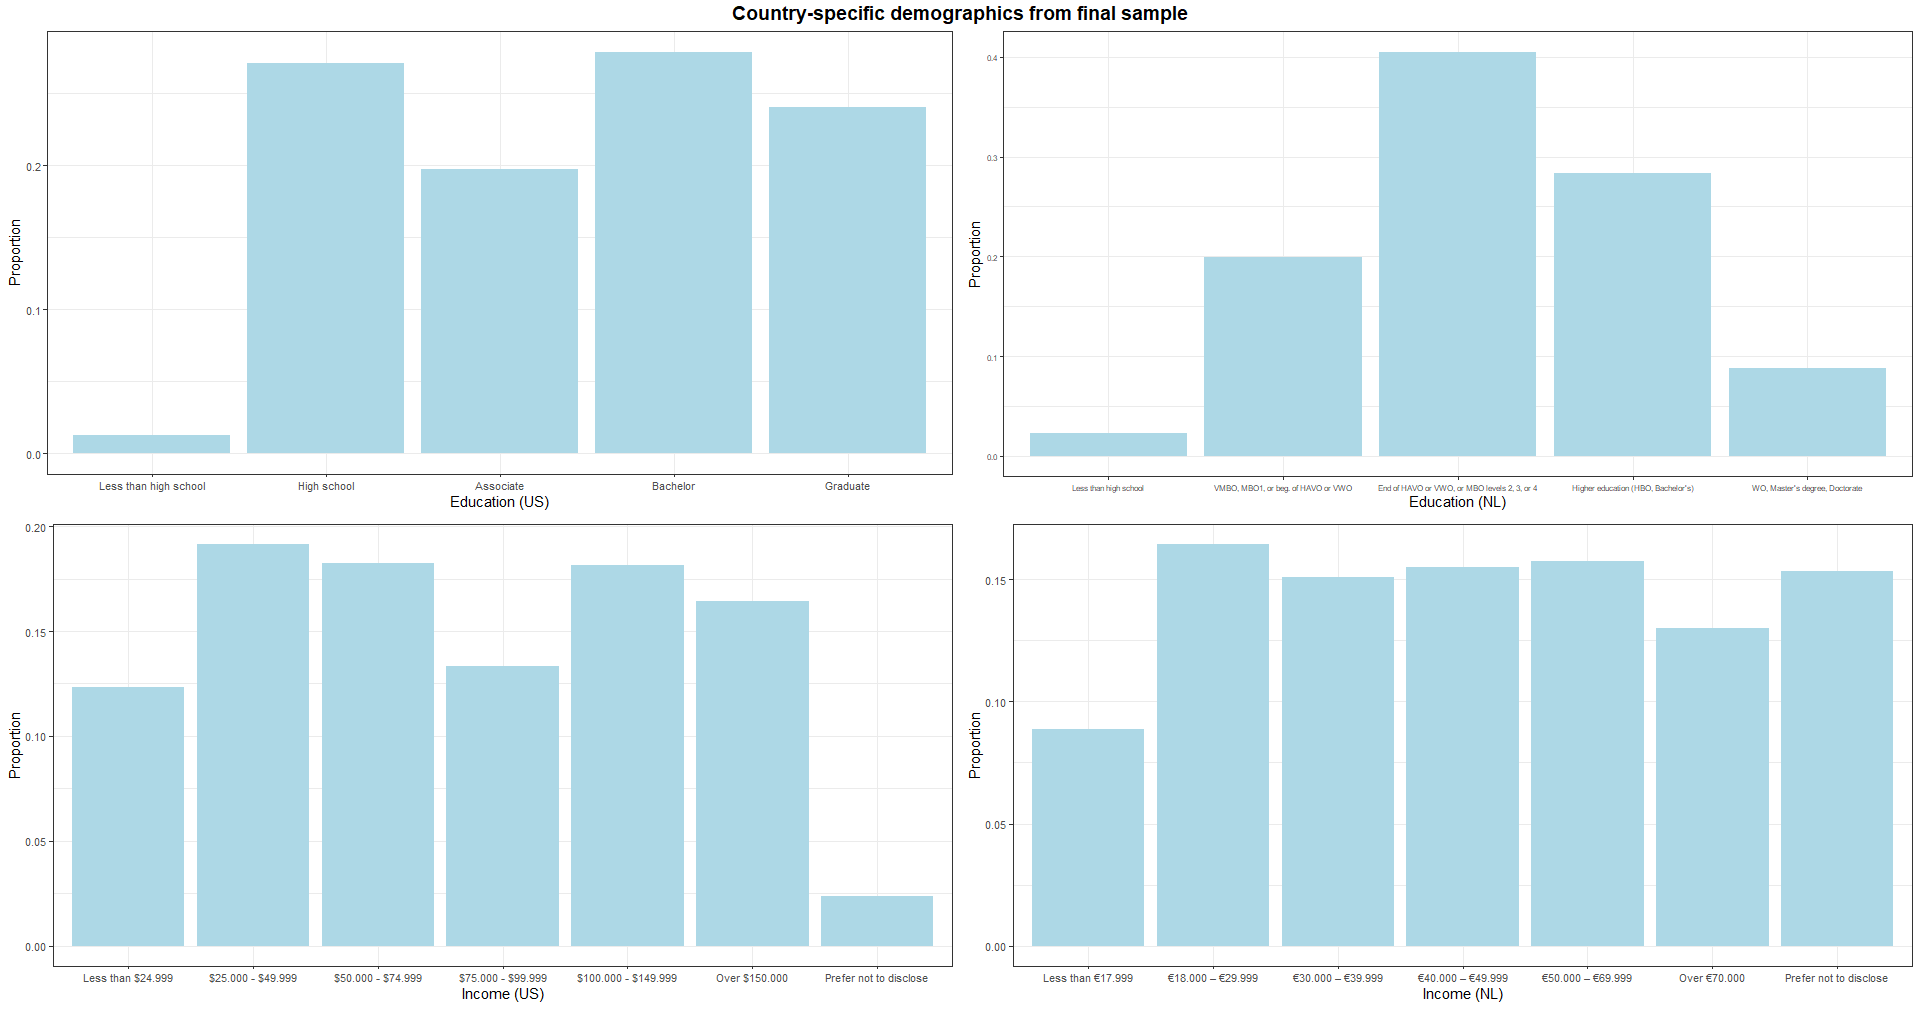 Country-specific demographics from final sample
Proportion
0.2
0.1
0.0
Less than high school High school Associate Bachelor Graduate
Education (US)
Proportion
0.4
0.3
0.2
0.1
0.0
Less than high school VMBO, MBO1, or beg. of HAVO or VWO End of HAVO or VWO, or MBO levels 2, 3, or 4 Higher education (HBO, Bachelor's) WO, Master's degree, Doctorate
Education (NL)
Proportion
0.20
0.15
0.10
0.05
0.00
Less than $24.999 $25.000 - $49.999 $50.000 - $74.999 $75.000 - $99.999 $100.000 - $149.999 Over $150.000 Prefer not to disclose
Income (US)
Proportion
0.15
0.10
0.05
0.00
Less than €17.999 €18.000 – €29.999 €30.000 – €39.999 €40.000 – €49.999 €50.000 – €69.999 Over €70.000 Prefer not to disclose
Income (NL)